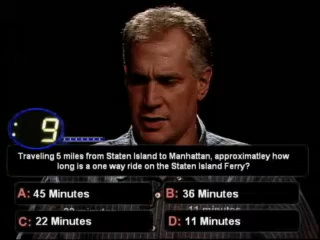 : 9
Traveling 5 miles from Staten Island to Manhattan, approximatley how
long is a one way ride on the Staten Island Ferry?
A: 45 Minutes
B: 36 Minutes
C: 22 Minutes
D: 11 Minutes